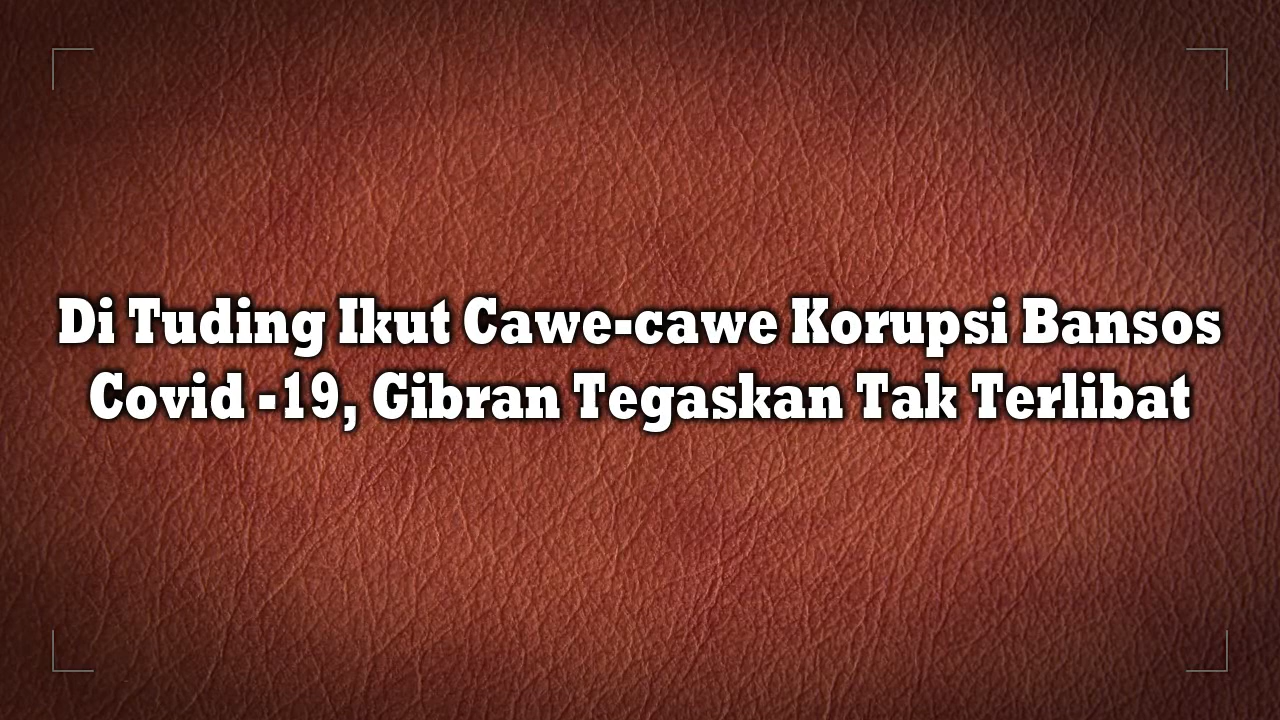 Di Tuding Ikut Cawe-cawe Korupsi Bansos
Covid -19, Gibran Tegaskan Tak Terlibat